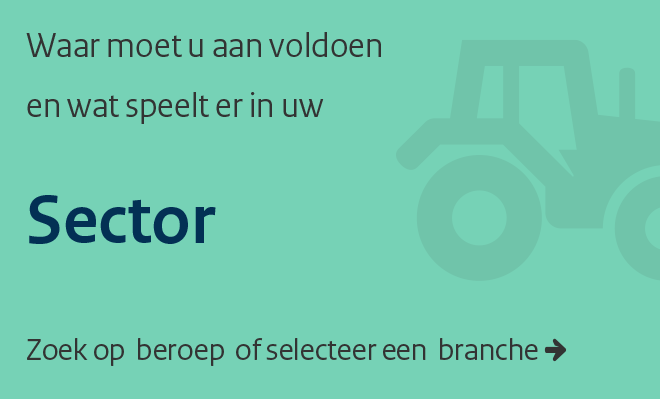 Waar moet u aan voldoen
en wat speelt er in uw
Sector
Zoek op beroep of selecteer een branche